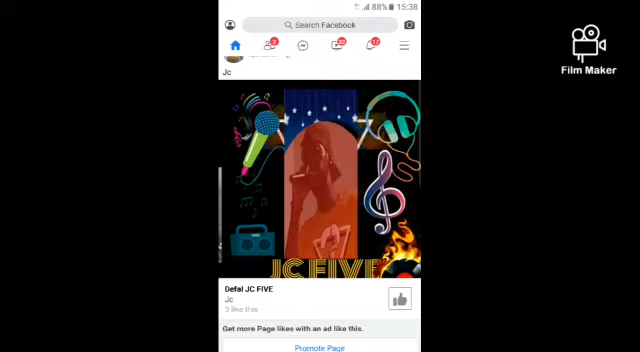 88% 15:38
Search Facebook
3
32
17
Jc
JC FIVE
Defal JC FIVE
Jc
3 like this
Get more Page likes with an ad like this.
Promote Page
Film Maker